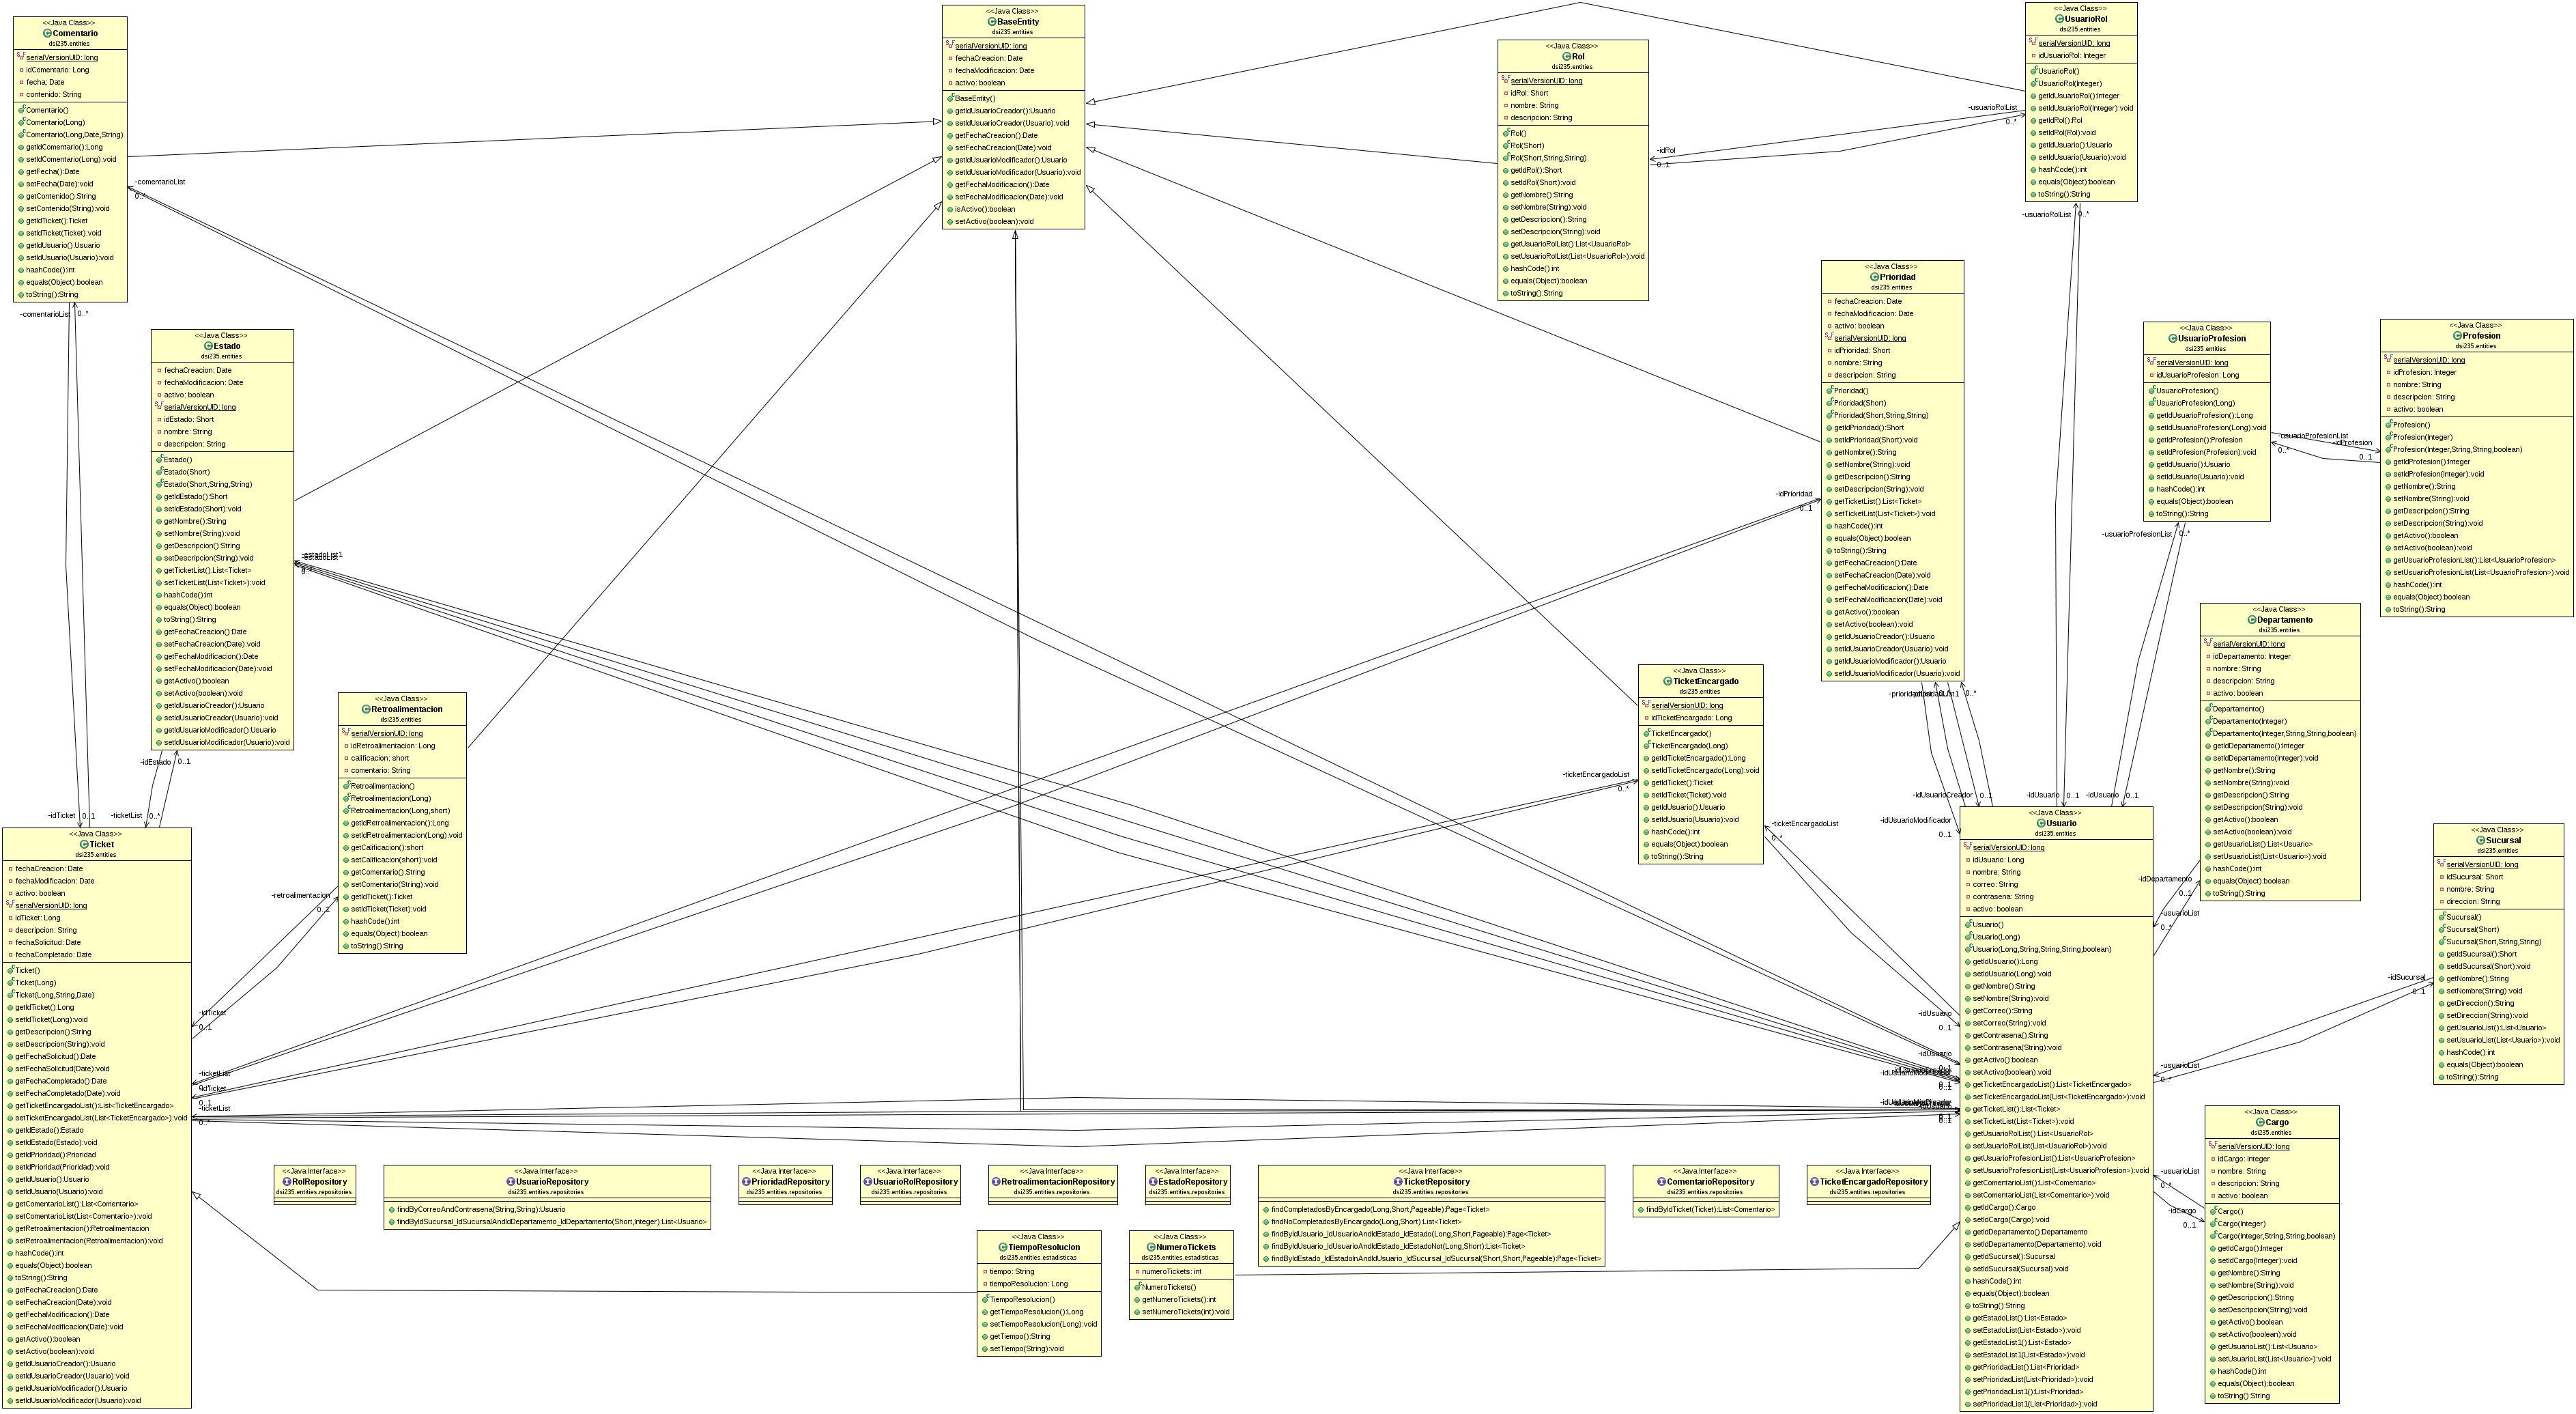 <<Java Class>>
Comentario
dsi235.entities
serialVersionUID: long
idComentario: Long
fecha: Date
contenido: String
Comentario()
Comentario(Long)
Comentario(Long,Date,String)
getIdComentario():Long
setIdComentario(Long):void
getFecha():Date
setFecha(Date):void
getContenido():String
setContenido(String):void
getIdTicket():Ticket
setIdTicket(Ticket):void
getIdUsuario():Usuario
setIdUsuario(Usuario):void
hashCode():int
equals(Object):boolean
toString():String
<<Java Class>>
BaseEntity
dsi235.entities
serialVersionUID: long
fechaCreacion: Date
fechaModificacion: Date
activo: boolean
BaseEntity()
getIdUsuarioCreador():Usuario
setIdUsuarioCreador(Usuario):void
getFechaCreacion():Date
setFechaCreacion(Date):void
getIdUsuarioModificador():Usuario
setIdUsuarioModificador(Usuario):void
getFechaModificacion():Date
setFechaModificacion(Date):void
isActivo():boolean
setActivo(boolean):void
<<Java Class>>
Rol
dsi235.entities
serialVersionUID: long
idRol: Short
nombre: String
descripcion: String
Rol()
Rol(Short)
Rol(Short,String,String)
getIdRol():Short
setIdRol(Short):void
getNombre():String
setNombre(String):void
getDescripcion():String
setDescripcion(String):void
getUsuarioRolList():List<UsuarioRol>
setUsuarioRolList(List<UsuarioRol>):void
hashCode():int
equals(Object):boolean
toString():String
<<Java Class>>
UsuarioRol
dsi235.entities
serialVersionUID: long
idUsuarioRol: Integer
UsuarioRol()
UsuarioRol(Integer)
getIdUsuarioRol():Integer
setIdUsuarioRol(Integer):void
getIdRol():Rol
setIdRol(Rol):void
getIdUsuario():Usuario
setIdUsuario(Usuario):void
hashCode():int
equals(Object):boolean
toString():String
-usuarioRolList
0..*
-idRol
0..1
-comentarioList
0..*
-usuarioRolList
0..*
-comentarioList
0..*
<<Java Class>>
Estado
dsi235.entities
fechaCreacion: Date
fechaModificacion: Date
activo: boolean
serialVersionUID: long
idEstado: Short
nombre: String
descripcion: String
Estado()
Estado(Short)
Estado(Short,String,String)
getIdEstado():Short
setIdEstado(Short):void
getNombre():String
setNombre(String):void
getDescripcion():String
setDescripcion(String):void
getTicketList():List<Ticket>
setTicketList(List<Ticket>):void
hashCode():int
equals(Object):boolean
toString():String
getFechaCreacion():Date
setFechaCreacion(Date):void
getFechaModificacion():Date
setFechaModificacion(Date):void
getActivo():boolean
setActivo(boolean):void
getIdUsuarioCreador():Usuario
setIdUsuarioCreador(Usuario):void
getIdUsuarioModificador():Usuario
setIdUsuarioModificador(Usuario):void
-estadoList1
0..*
<<Java Class>>
Prioridad
dsi235.entities
fechaCreacion: Date
fechaModificacion: Date
activo: boolean
serialVersionUID: long
idPrioridad: Short
nombre: String
descripcion: String
Prioridad()
Prioridad(Short)
Prioridad(Short,String,String)
getIdPrioridad():Short
setIdPrioridad(Short):void
getNombre():String
setNombre(String):void
getDescripcion():String
setDescripcion(String):void
getTicketList():List<Ticket>
setTicketList(List<Ticket>):void
hashCode():int
equals(Object):boolean
toString():String
getFechaCreacion():Date
setFechaCreacion(Date):void
getFechaModificacion():Date
setFechaModificacion(Date):void
getActivo():boolean
setActivo(boolean):void
getIdUsuarioCreador():Usuario
setIdUsuarioCreador(Usuario):void
getIdUsuarioModificador():Usuario
setIdUsuarioModificador(Usuario):void
-idPrioridad
0..1
<<Java Class>>
UsuarioProfesion
dsi235.entities
serialVersionUID: long
idUsuarioProfesion: Long
UsuarioProfesion()
UsuarioProfesion(Long)
getIdUsuarioProfesion():Long
setIdUsuarioProfesion(Long):void
getIdProfesion():Profesion
setIdProfesion(Profesion):void
getIdUsuario():Usuario
setIdUsuario(Usuario):void
hashCode():int
equals(Object):boolean
toString():String
-usuarioProfesionList
0..*
-idProfesion
0..1
<<Java Class>>
Profesion
dsi235.entities
serialVersionUID: long
idProfesion: Integer
nombre: String
descripcion: String
activo: boolean
Profesion()
Profesion(Integer)
Profesion(Integer,String,String,boolean)
getIdProfesion():Integer
setIdProfesion(Integer):void
getNombre():String
setNombre(String):void
getDescripcion():String
setDescripcion(String):void
getActivo():boolean
setActivo(boolean):void
getUsuarioProfesionList():List<UsuarioProfesion>
setUsuarioProfesionList(List<UsuarioProfesion>):void
hashCode():int
equals(Object):boolean
toString():String
-usuarioProfesionList
0..*
<<Java Class>>
Departamento
dsi235.entities
serialVersionUID: long
idDepartamento: Integer
nombre: String
descripcion: String
activo: boolean
Departamento()
Departamento(Integer)
Departamento(Integer,String,String,boolean)
getIdDepartamento():Integer
setIdDepartamento(Integer):void
getNombre():String
setNombre(String):void
getDescripcion():String
setDescripcion(String):void
getActivo():boolean
setActivo(boolean):void
getUsuarioList():List<Usuario>
setUsuarioList(List<Usuario>):void
hashCode():int
equals(Object):boolean
toString():String
-idDepartamento
0..1
-usuarioList
0..*
<<Java Class>>
Retroalimentacion
dsi235.entities
serialVersionUID: long
idRetroalimentacion: Long
calificacion: short
comentario: String
Retroalimentacion()
Retroalimentacion(Long)
Retroalimentacion(Long,short)
getIdRetroalimentacion():Long
setIdRetroalimentacion(Long):void
getCalificacion():short
setCalificacion(short):void
getComentario():String
setComentario(String):void
getIdTicket():Ticket
setIdTicket(Ticket):void
hashCode():int
equals(Object):boolean
toString():String
-retroalimentacion
0..1
-idTicket
0..1
<<Java Class>>
TicketEncargado
dsi235.entities
serialVersionUID: long
idTicketEncargado: Long
TicketEncargado()
TicketEncargado(Long)
getIdTicketEncargado():Long
setIdTicketEncargado(Long):void
getIdTicket():Ticket
setIdTicket(Ticket):void
getIdUsuario():Usuario
setIdUsuario(Usuario):void
hashCode():int
equals(Object):boolean
toString():String
-ticketEncargadoList
0..*
-ticketEncargadoList
0..*
-idEstado
0..1
-idTicket
0..1
-ticketList
0..*
<<Java Class>>
Ticket
dsi235.entities
fechaCreacion: Date
fechaModificacion: Date
activo: boolean
serialVersionUID: long
idTicket: Long
descripcion: String
fechaSolicitud: Date
fechaCompletado: Date
Ticket()
Ticket(Long)
Ticket(Long,String,Date)
getIdTicket():Long
setIdTicket(Long):void
getDescripcion():String
setDescripcion(String):void
getFechaSolicitud():Date
setFechaSolicitud(Date):void
getFechaCompletado():Date
setFechaCompletado(Date):void
getTicketEncargadoList():List<TicketEncargado>
setTicketEncargadoList(List<TicketEncargado>):void
getIdEstado():Estado
setIdEstado(Estado):void
getIdPrioridad():Prioridad
setIdPrioridad(Prioridad):void
getIdUsuario():Usuario
setIdUsuario(Usuario):void
getComentarioList():List<Comentario>
setComentarioList(List<Comentario>):void
getRetroalimentacion():Retroalimentacion
setRetroalimentacion(Retroalimentacion):void
hashCode():int
equals(Object):boolean
toString():String
getFechaCreacion():Date
setFechaCreacion(Date):void
getFechaModificacion():Date
setFechaModificacion(Date):void
getActivo():boolean
setActivo(boolean):void
getIdUsuarioCreador():Usuario
setIdUsuarioCreador(Usuario):void
getIdUsuarioModificador():Usuario
setIdUsuarioModificador(Usuario):void
-ticketList
-idTicket
0..1
-ticketList
0..*
-idUsuarioCreador
0..1
-idUsuarioModificador
0..1
-idUsuario
0..1
-idUsuario
0..1
-idUsuario
0..1
-idUsuario
0..1
<<Java Class>>
Usuario
dsi235.entities
serialVersionUID: long
idUsuario: Long
nombre: String
correo: String
contrasena: String
activo: boolean
Usuario()
Usuario(Long)
Usuario(Long,String,String,String,boolean)
getIdUsuario():Long
setIdUsuario(Long):void
getNombre():String
setNombre(String):void
getCorreo():String
setCorreo(String):void
getContrasena():String
setContrasena(String):void
getActivo():boolean
setActivo(boolean):void
getTicketEncargadoList():List<TicketEncargado>
setTicketEncargadoList(List<TicketEncargado>):void
getTicketList():List<Ticket>
setTicketList(List<Ticket>):void
getUsuarioRolList():List<UsuarioRol>
setUsuarioRolList(List<UsuarioRol>):void
getUsuarioProfesionList():List<UsuarioProfesion>
setUsuarioProfesionList(List<UsuarioProfesion>):void
getComentarioList():List<Comentario>
setComentarioList(List<Comentario>):void
getIdCargo():Cargo
setIdCargo(Cargo):void
getIdDepartamento():Departamento
setIdDepartamento(Departamento):void
getIdSucursal():Sucursal
setIdSucursal(Sucursal):void
hashCode():int
equals(Object):boolean
toString():String
getEstadoList():List<Estado>
setEstadoList(List<Estado>):void
getEstadoList1():List<Estado>
setEstadoList1(List<Estado>):void
getPrioridadList():List<Prioridad>
setPrioridadList(List<Prioridad>):void
getPrioridadList1():List<Prioridad>
setPrioridadList1(List<Prioridad>):void
<<Java Class>>
Sucursal
dsi235.entities
serialVersionUID: long
idSucursal: Short
nombre: String
direccion: String
Sucursal()
Sucursal(Short)
Sucursal(Short,String,String)
getIdSucursal():Short
setIdSucursal(Short):void
getNombre():String
setNombre(String):void
getDireccion():String
setDireccion(String):void
getUsuarioList():List<Usuario>
setUsuarioList(List<Usuario>):void
hashCode():int
equals(Object):boolean
toString():String
-idSucursal
0..1
-usuarioList
0..*
<<Java Class>>
Cargo
dsi235.entities
serialVersionUID: long
idCargo: Integer
nombre: String
descripcion: String
activo: boolean
Cargo()
Cargo(Integer)
Cargo(Integer,String,String,boolean)
getIdCargo():Integer
setIdCargo(Integer):void
getNombre():String
setNombre(String):void
getDescripcion():String
setDescripcion(String):void
getActivo():boolean
setActivo(boolean):void
getUsuarioList():List<Usuario>
setUsuarioList(List<Usuario>):void
hashCode():int
equals(Object):boolean
toString():String
-usuarioList
0..*
-idCargo
0..1
<<Java Interface>>
RolRepository
dsi235.entities.repositories
<<Java Interface>>
UsuarioRepository
dsi235.entities.repositories
findByCorreoAndContrasena(String,String):Usuario
findByIdSucursal_IdSucursalAndIdDepartamento_IdDepartamento(Short,Integer):List<Usuario>
<<Java Interface>>
PrioridadRepository
dsi235.entities.repositories
<<Java Interface>>
UsuarioRolRepository
dsi235.entities.repositories
<<Java Interface>>
RetroalimentacionRepository
dsi235.entities.repositories
<<Java Interface>>
EstadoRepository
dsi235.entities.repositories
<<Java Interface>>
TicketRepository
dsi235.entities.repositories
findCompletadosByEncargado(Long,Short,Pageable):Page<Ticket>
findNoCompletadosByEncargado(Long,Short):List<Ticket>
findByIdUsuario_IdUsuarioAndIdEstado_IdEstado(Long,Short,Pageable):Page<Ticket>
findByIdUsuario_IdUsuarioAndIdEstado_IdEstadoNot(Long,Short):List<Ticket>
findByIdEstado_IdEstadoInAndIdUsuario_IdSucursal_IdSucursal(Short,Short,Pageable):Page<Ticket>
<<Java Interface>>
ComentarioRepository
dsi235.entities.repositories
findByIdTicket(Ticket):List<Comentario>
<<Java Interface>>
TicketEncargadoRepository
dsi235.entities.repositories
<<Java Class>>
TiempoResolucion
dsi235.entities.estadisticas
tiempo: String
tiempoResolucion: Long
TiempoResolucion()
getTiempoResolucion():Long
setTiempoResolucion(Long):void
getTiempo():String
setTiempo(String):void
<<Java Class>>
NumeroTickets
dsi235.entities.estadisticas
numeroTickets: int
NumeroTickets()
getNumeroTickets():int
setNumeroTickets(int):void